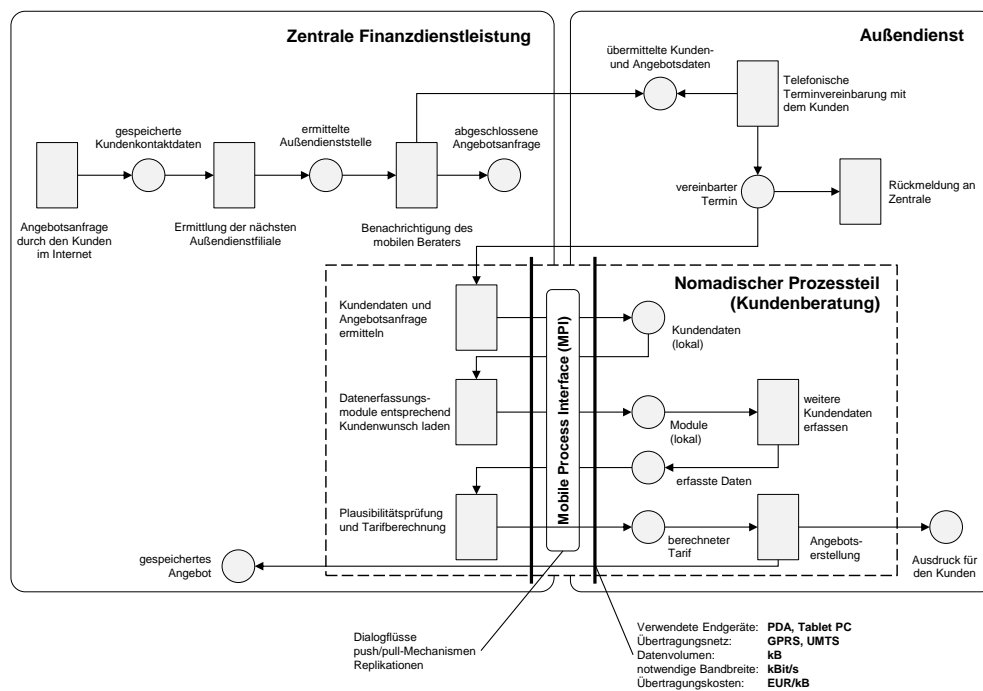 Zentrale Finanzdienstleistung
Außendienst
übermittelte Kunden-
und Angebotsdaten
Telefonische
Terminvereinbarung mit
dem Kunden
gespeicherte
Kundenkontaktdaten
ermittelte
Außendienststelle
abgeschlossene
Angebotsanfrage
vereinbarter
Termin
Rückmeldung an
Zentrale
Angebotsanfrage
durch den Kunden
im Internet
Ermittlung der nächsten
Außendienstfiliale
Benachrichtigung des
mobilen Beraters
Nomadischer Prozessteil
(Kundenberatung)
Kundendaten und
Angebotsanfrage
ermitteln
Mobile Process Interface (MPI)
Kundendaten
(lokal)
Datenerfassungs-
module entsprechend
Kundenwunsch laden
Module
(lokal)
weitere
Kundendaten
erfassen
erfasste Daten
Plausibilitätsprüfung
und Tarifberechnung
berechneter
Tarif
Angebots-
erstellung
Ausdruck für
den Kunden
gespeichertes
Angebot
Dialogflüsse
push/pull-Mechanismen
Replikationen
Verwendete Endgeräte: PDA, Tablet PC
Übertragungsnetz: GPRS, UMTS
Datenvolumen: kB
notwendige Bandbreite: kBit/s
Übertragungskosten: EUR/kB